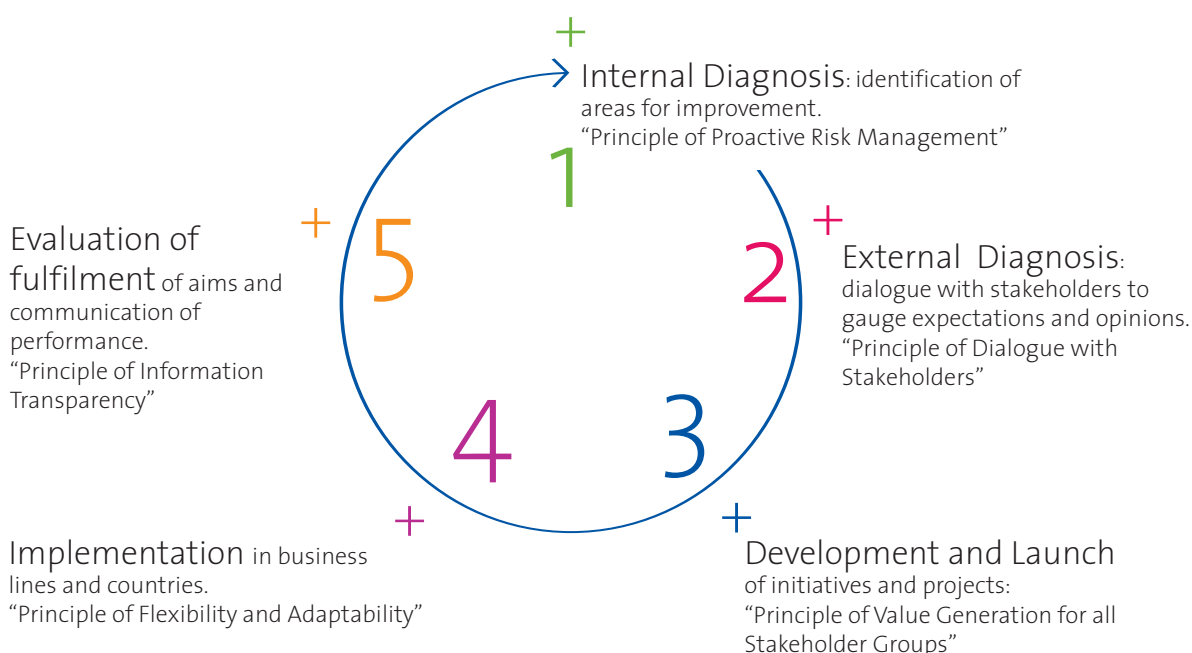 +
Internal Diagnosis: identification of
areas for improvement.
“Principle of Proactive Risk Management”
1
+
2
External Diagnosis:
dialogue with stakeholders to
gauge expectations and opinions.
“Principle of Dialogue with
Stakeholders”
3
+
Development and Launch
of initiatives and projects:
“Principle of Value Generation for all
Stakeholder Groups”
4
+
Implementation in business
lines and countries.
“Principle of Flexibility and Adaptability”
5
+
Evaluation of
fulfilment of aims and
communication of
performance.
“Principle of Information
Transparency”